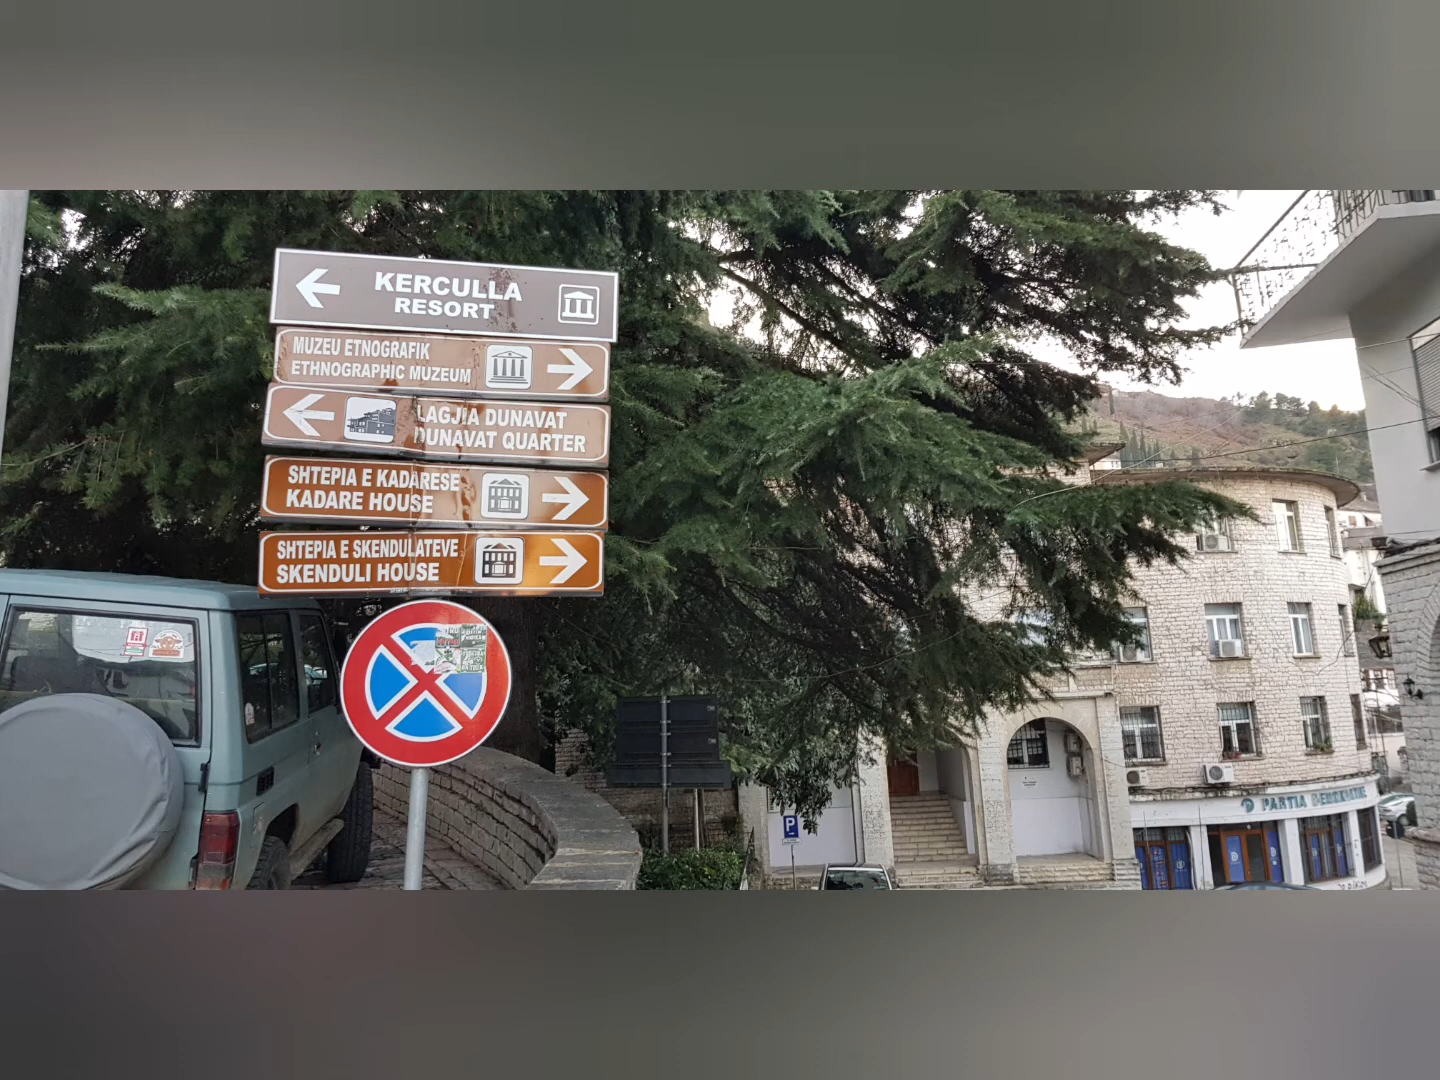 KERCULLA
RESORT
MUZEU ETNOGRAFIK
ETHNOGRAPHIC MUZEUM
LAGJIA DUNAVAT
DUNAVAT QUARTER
SHTEPIA E KADARESE
KADARE HOUSE
SHTEPIA E SKENDULATEVE
SKENDULI HOUSE
P
PARTIA DEMOKRATIKE